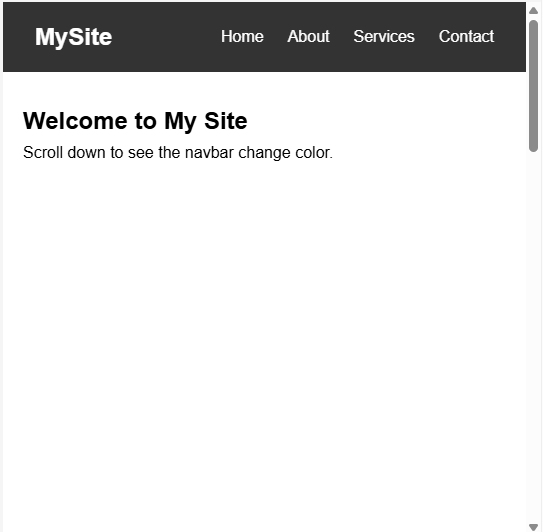 MySite Home About Services Contact
Welcome to My Site
Scroll down to see the navbar change color.